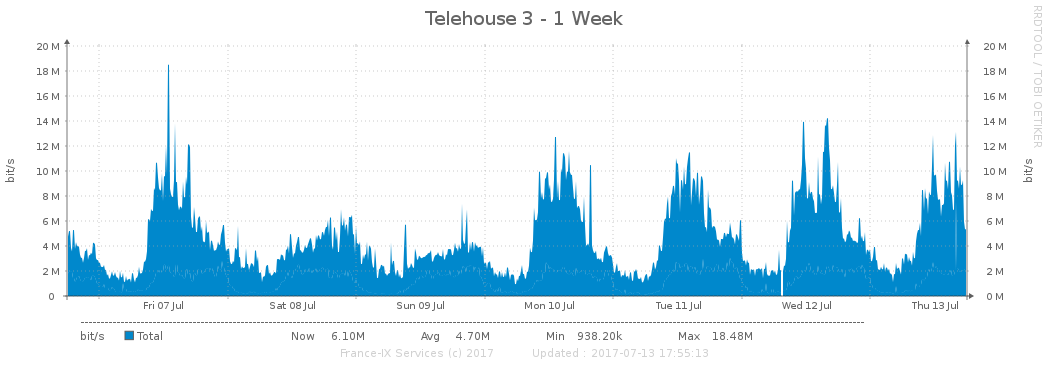 Telehouse 3 - 1 Week
RRDTOOL / TOBI OETIKER
bit/s
bit/s
20 M
18 M
16 M
14 M
12 M
10 M
8 M
6 M
4 M
2 M
0
20 M
18 M
16 M
14 M
12 M
10 M
8 M
6 M
4 M
2 M
0 M
Fri 07 Jul
Sat 08 Jul
Sun 09 Jul
Mon 10 Jul
Tue 11 Jul
Wed 12 Jul
Thu 13 Jul
bit/s Total Now 6.10M Avg 4.70M Min 938.20k Max 18.48M
France-IX Services (c) 2017 Updated : 2017-07-13 17:55:13